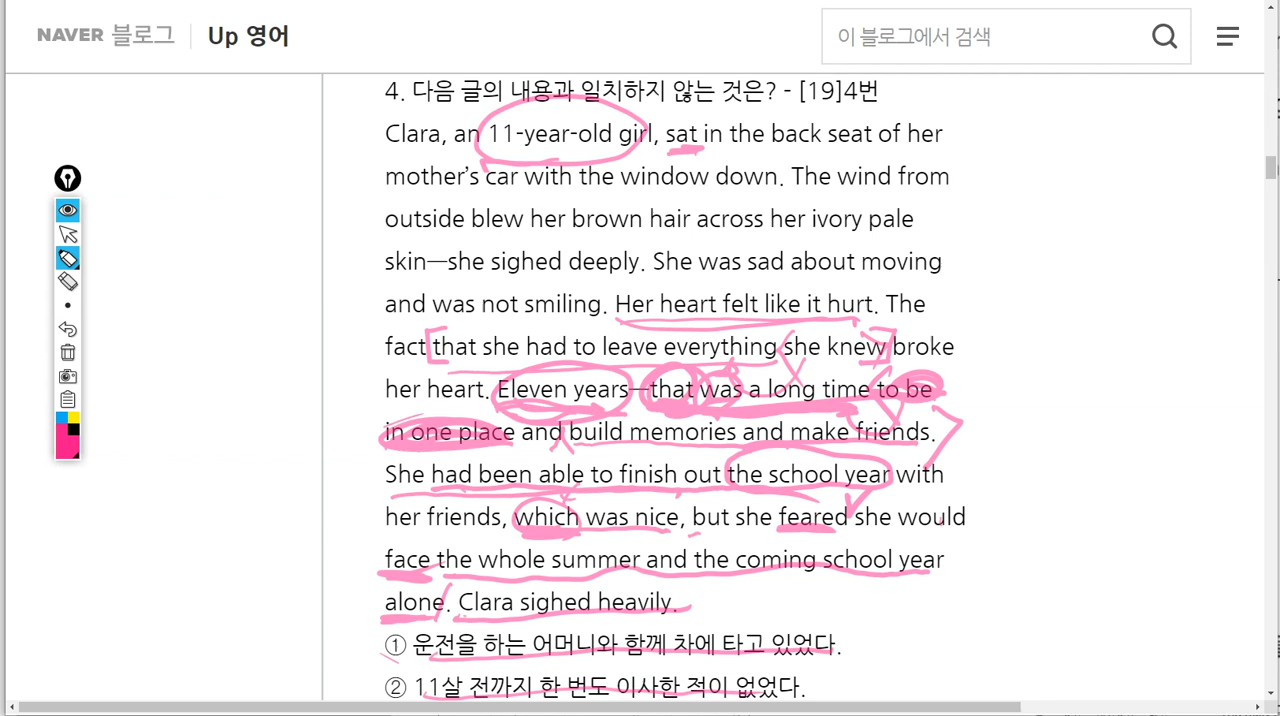 NAVER 블로그 Up 영어 이 블로그에서 검색
4. 다음 글의 내용과 일치하지 않는 것은? - [19]4번
Clara, an 11-year-old girl, sat in the back seat of her
mother's car with the window down. The wind from
outside blew her brown hair across her ivory pale
skin—she sighed deeply. She was sad about moving
and was not smiling. Her heart felt like it hurt. The
fact that she had to leave everything she knew broke
her heart. Eleven years—that was a long time to be
in one place and build memories and make friends.
She had been able to finish out the school year with
her friends, which was nice, but she feared she would
face the whole summer and the coming school year
alone. Clara sighed heavily.
① 운전을 하는 어머니와 함께 차에 타고 있었다.
② 11살 전까지 한 번도 이사한 적이 없었다.